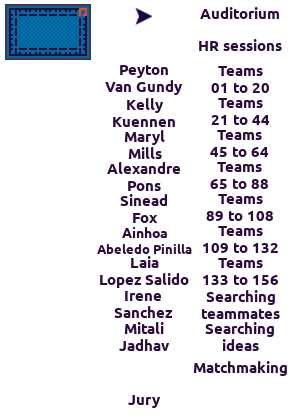 Auditorium
HR sessions
Peyton
Van Gundy
Teams
01 to 20
Kelly
Kuennen
Teams
21 to 44
Maryl
Mills
Teams
45 to 64
Alexandre
Pons
Teams
65 to 88
Sinead
Fox
Teams
89 to 108
Ainhoa
Abeledo Pinilla
Teams
109 to 132
Laia
Lopez Salido
Teams
133 to 156
Irene
Sanchez
Searching
teammates
Mitali
Jadhav
Searching
ideas
Matchmaking
Jury